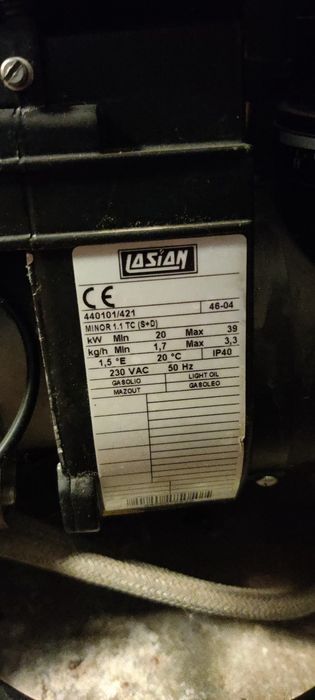 LASIAN
CE
440101/421 46-04
MINOR 1.1 TC (S+D)
kW Min 20 Max 39
kg/h Min 1,7 Max 3,3
1,5 °E 20 °C IP40
230 VAC 50 Hz
GASOLIO LIGHT OIL
MAZOUT GASOLEO